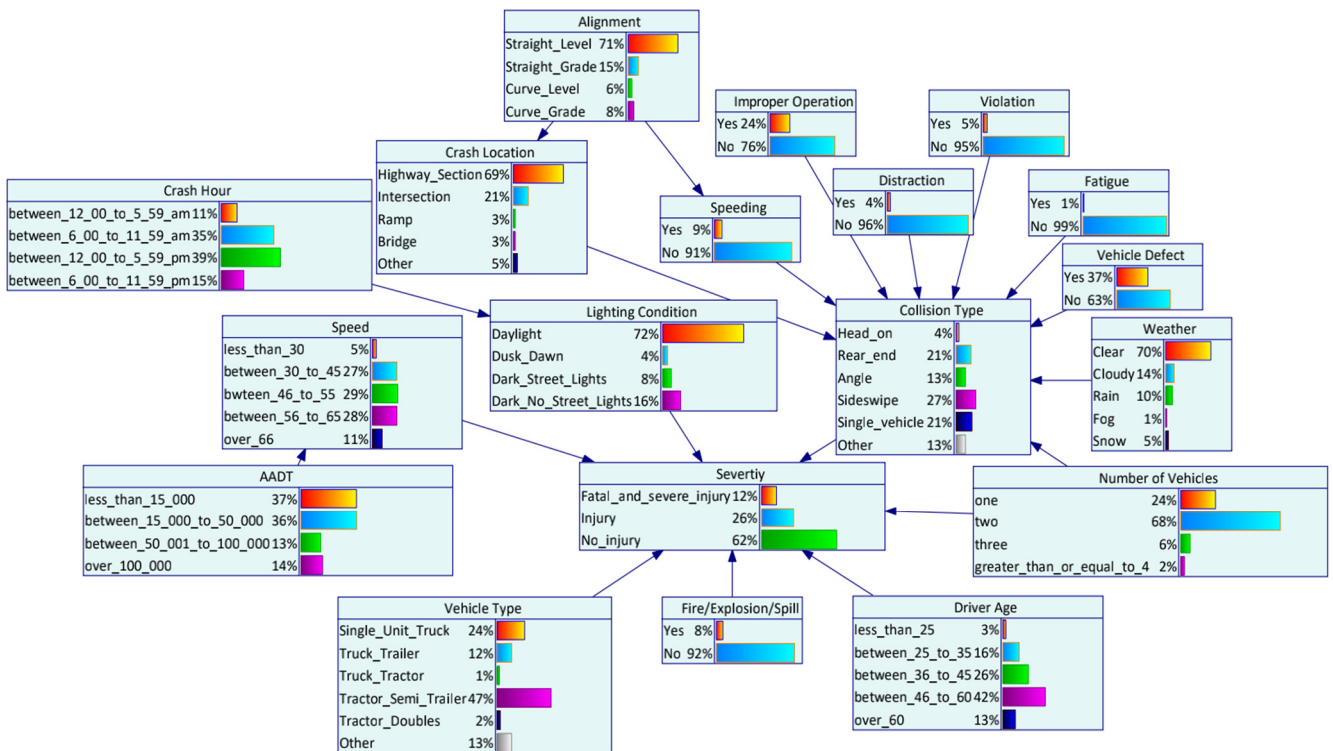 Alignment
Straight_Level 71%
Straight_Grade 15%
Curve_Level 6%
Curve_Grade 8%
Improper Operation
Yes 24%
No 76%
Violation
Yes 5%
No 95%
Crash Location
Highway_Section 69%
Intersection 21%
Ramp 3%
Bridge 3%
Other 5%
Distraction
Yes 4%
No 96%
Fatigue
Yes 1%
No 99%
Crash Hour
between_12_00_to_5_59_am 11%
between_6_00_to_11_59_am 35%
between_12_00_to_5_59_pm 39%
between_6_00_to_11_59_pm 15%
Speeding
Yes 9%
No 91%
Vehicle Defect
Yes 37%
No 63%
Lighting Condition
Daylight 72%
Dusk_Dawn 4%
Dark_Street_Lights 8%
Dark_No_Street_Lights 16%
Collision Type
Head_on 4%
Rear_end 21%
Angle 13%
Sideswipe 27%
Single_vehicle 21%
Other 13%
Speed
less_than_30 5%
between_30_to_45 27%
bwteen_46_to_55 29%
between_56_to_65 28%
over_66 11%
Weather
Clear 70%
Cloudy 14%
Rain 10%
Fog 1%
Snow 5%
AADT
less_than_15_000 37%
between_15_000_to_50_000 36%
between_50_001_to_100_000 13%
over_100_000 14%
Severtiy
Fatal_and_severe_injury 12%
Injury 26%
No_injury 62%
Number of Vehicles
one 24%
two 68%
three 6%
greater_than_or_equal_to_4 2%
Vehicle Type
Single_Unit_Truck 24%
Truck_Trailer 12%
Truck_Tractor 1%
Tractor_Semi_Trailer 47%
Tractor_Doubles 2%
Other 13%
Fire/Explosion/Spill
Yes 8%
No 92%
Driver Age
less_than_25 3%
between_25_to_35 16%
between_36_to_45 26%
between_46_to_60 42%
over_60 13%